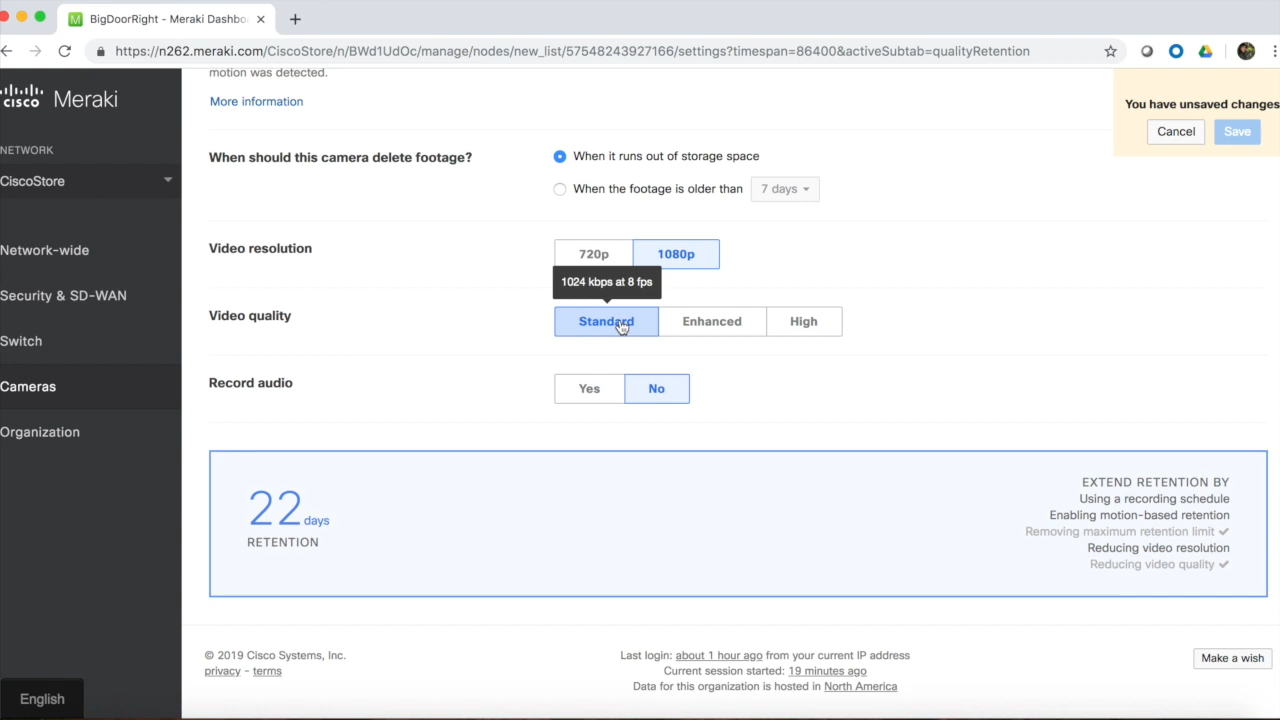 BigDoorRight - Meraki Dashbo
https://n262.meraki.com/CiscoStore/n/BWd1UdOc/manage/nodes/new_list/57548243927166/settings?timespan=86400&activeSubtab=qualityRetention
cisco Meraki
NETWORK
CiscoStore
Network-wide
Security & SD-WAN
Switch
Cameras
Organization
English
motion was detected.
More information
You have unsaved changes
Cancel
Save
When should this camera delete footage?
When it runs out of storage space
When the footage is older than 7 days
Video resolution
720p 1080p
1024 kbps at 8 fps
Video quality
Standard Enhanced High
Record audio
Yes No
22 days
RETENTION
EXTEND RETENTION BY
Using a recording schedule
Enabling motion-based retention
Removing maximum retention limit ✔
Reducing video resolution
Reducing video quality ✔
© 2019 Cisco Systems, Inc.
privacy - terms
Last login: about 1 hour ago from your current IP address
Current session started: 19 minutes ago
Data for this organization is hosted in North America
Make a wish